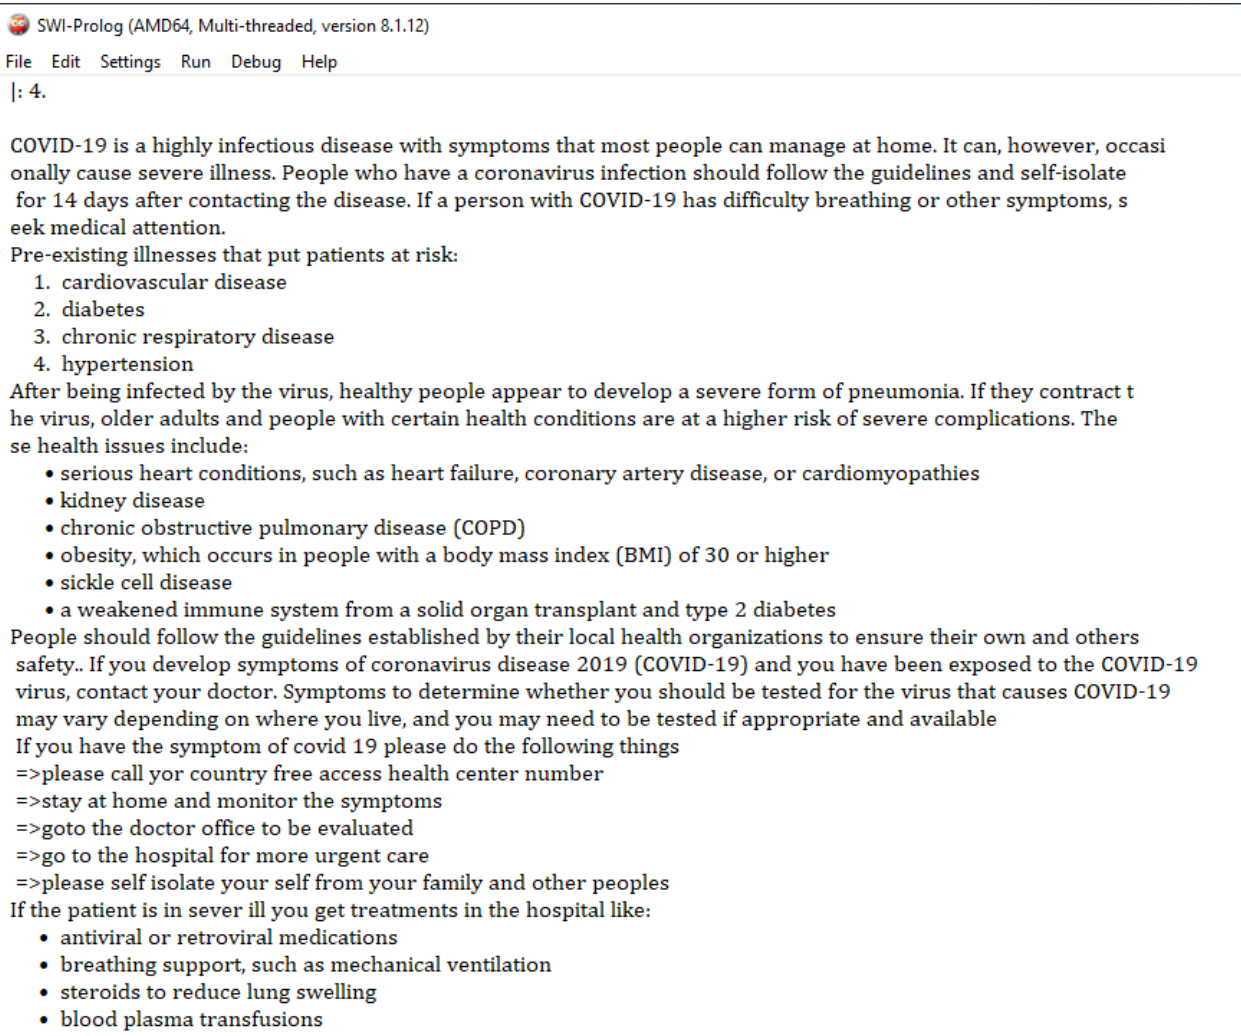 SWI-Prolog (AMD64, Multi-threaded, version 8.1.12)
File Edit Settings Run Debug Help
|: 4.
COVID-19 is a highly infectious disease with symptoms that most people can manage at home. It can, however, occasi
onally cause severe illness. People who have a coronavirus infection should follow the guidelines and self-isolate
for 14 days after contacting the disease. If a person with COVID-19 has difficulty breathing or other symptoms, s
eek medical attention.
Pre-existing illnesses that put patients at risk:
1. cardiovascular disease
2. diabetes
3. chronic respiratory disease
4. hypertension
After being infected by the virus, healthy people appear to develop a severe form of pneumonia. If they contract t
he virus, older adults and people with certain health conditions are at a higher risk of severe complications. The
se health issues include:
• serious heart conditions, such as heart failure, coronary artery disease, or cardiomyopathies
• kidney disease
• chronic obstructive pulmonary disease (COPD)
• obesity, which occurs in people with a body mass index (BMI) of 30 or higher
• sickle cell disease
• a weakened immune system from a solid organ transplant and type 2 diabetes
People should follow the guidelines established by their local health organizations to ensure their own and others
safety.. If you develop symptoms of coronavirus disease 2019 (COVID-19) and you have been exposed to the COVID-19
virus, contact your doctor. Symptoms to determine whether you should be tested for the virus that causes COVID-19
may vary depending on where you live, and you may need to be tested if appropriate and available
If you have the symptom of covid 19 please do the following things
=>please call yor country free access health center number
=>stay at home and monitor the symptoms
=>goto the doctor office to be evaluated
=>go to the hospital for more urgent care
=>please self isolate your self from your family and other peoples
If the patient is in sever ill you get treatments in the hospital like:
• antiviral or retroviral medications
• breathing support, such as mechanical ventilation
• steroids to reduce lung swelling
• blood plasma transfusions